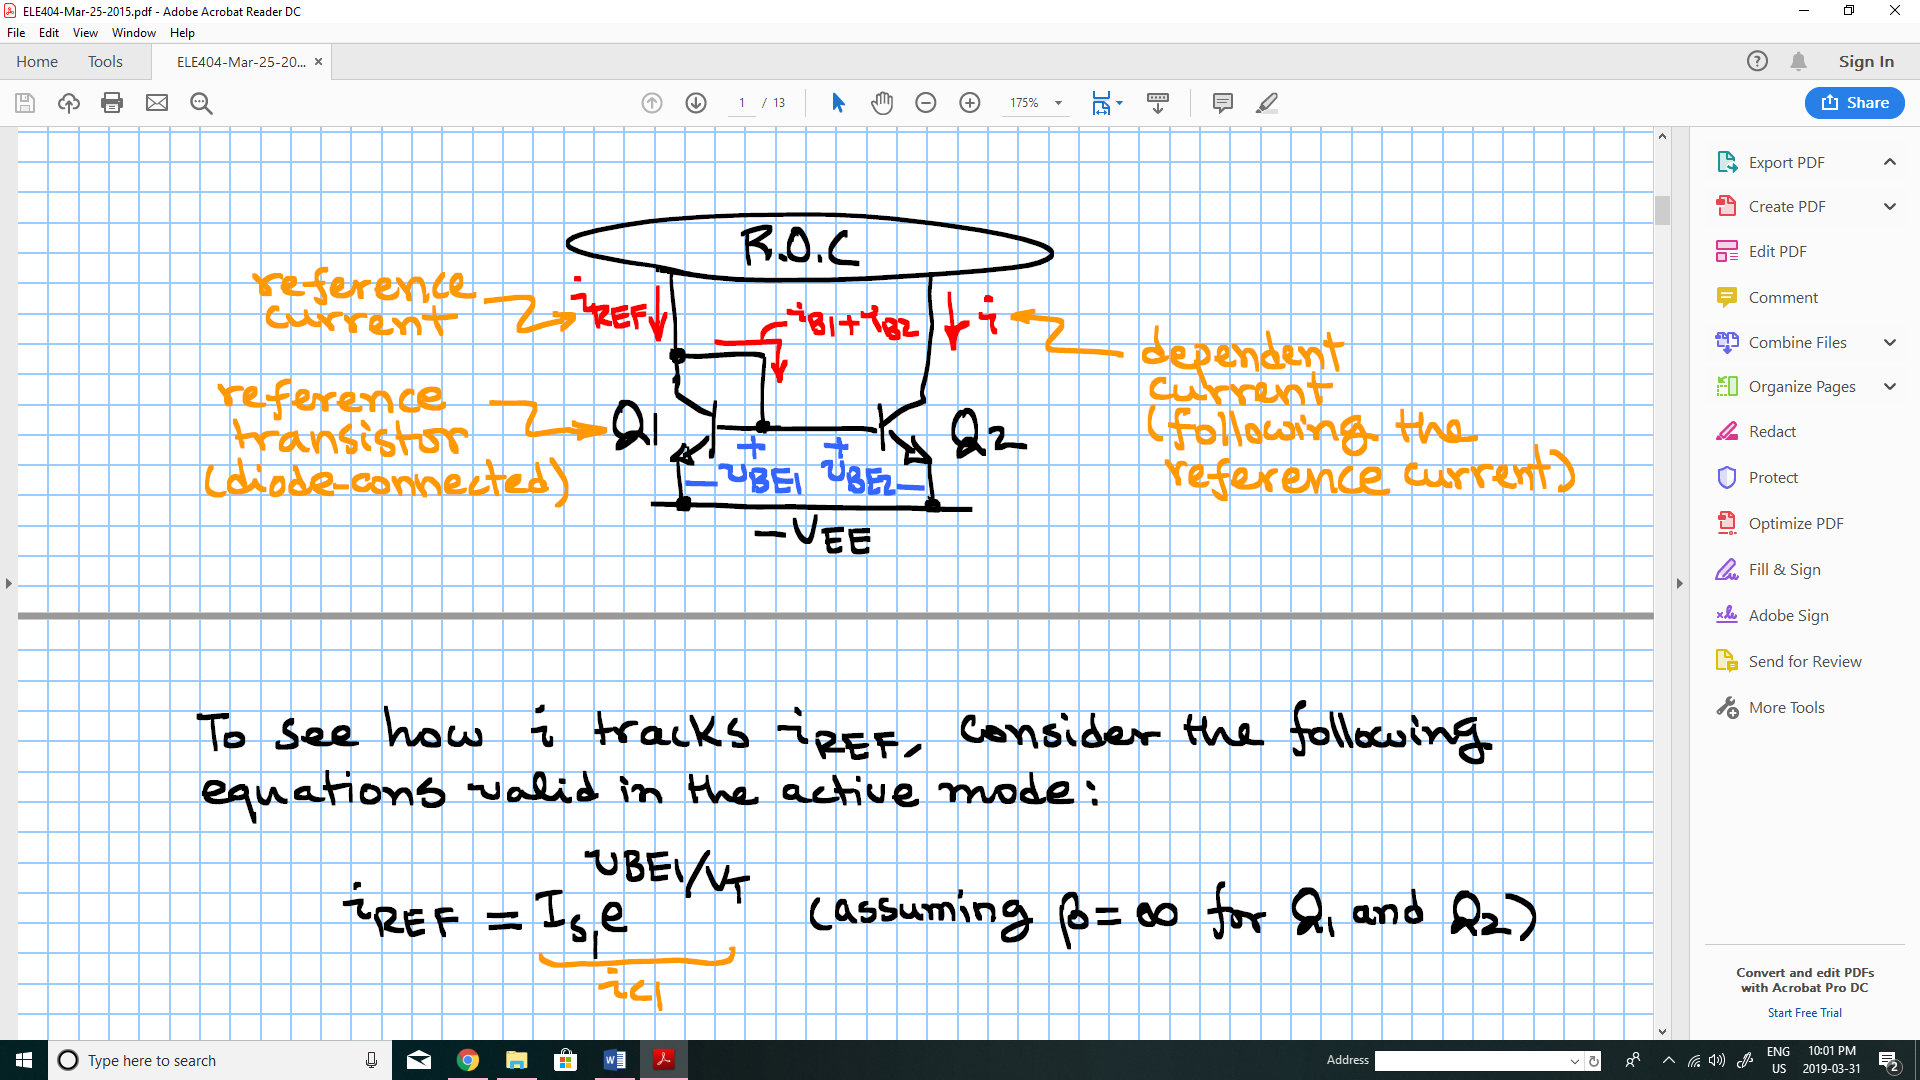 ELE404-Mar-25-2015.pdf - Adobe Acrobat Reader DC
File Edit View Window Help
Home Tools ELE404-Mar-25-20... × Sign In
1 / 13 175% Share
R.O.C
reference
current
iREF
iB1+iB2
i
dependent
current
(following the
reference current)
reference
transistor
(diode-connected)
Q1
Q2
+ +
- vBE1 vBE2 -
-VEE
To see how i tracks iREF, consider the following
equations valid in the active mode:
iREF = Is1 e^vBE1/VT (assuming β=∞ for Q1 and Q2)
ic1
Export PDF
Create PDF
Edit PDF
Comment
Combine Files
Organize Pages
Redact
Protect
Optimize PDF
Fill & Sign
Adobe Sign
Send for Review
More Tools
Convert and edit PDFs
with Acrobat Pro DC
Start Free Trial
Type here to search
Address
ENG
US
10:01 PM
2019-03-31
2